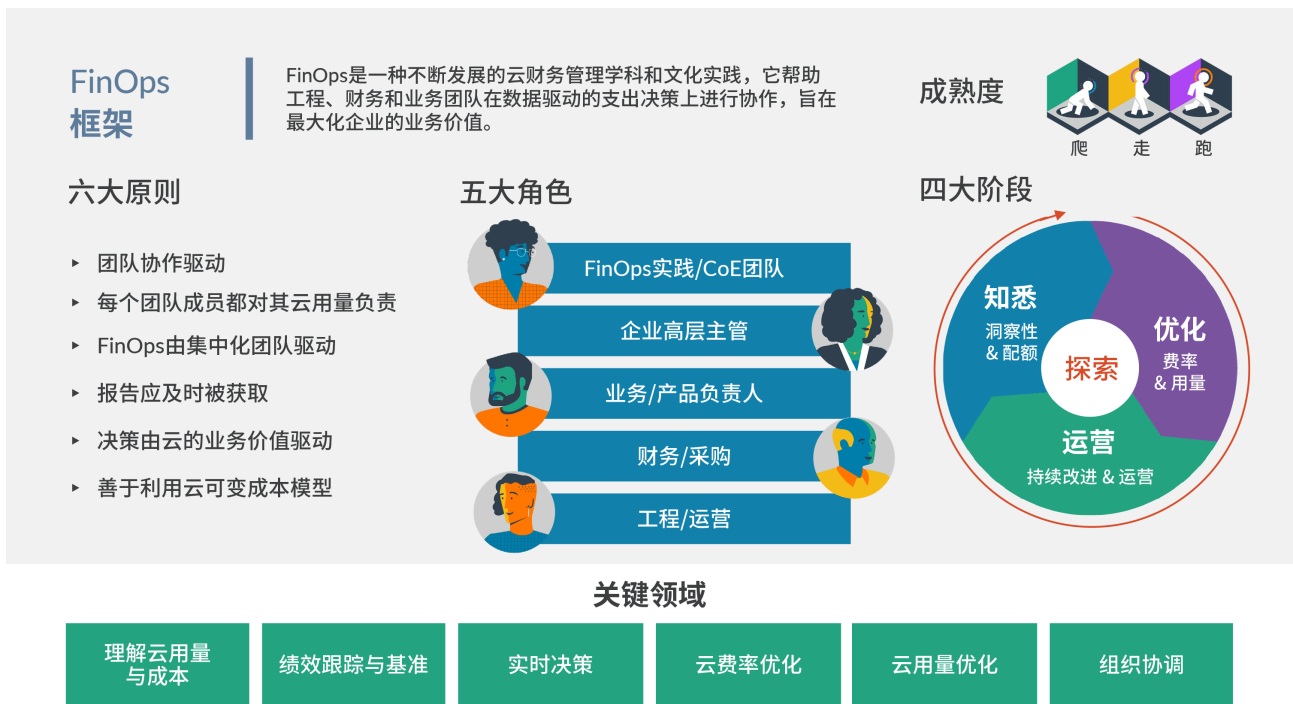 FinOps
框架
FinOps是一种不断发展的云财务管理学科和文化实践，它帮助
工程、财务和业务团队在数据驱动的支出决策上进行协作，旨在
最大化企业的业务价值。
成熟度
爬
走
跑
六大原则
团队协作驱动
每个团队成员都对其云用量负责
FinOps由集中化团队驱动
报告应及时被获取
决策由云的业务价值驱动
善于利用云可变成本模型
五大角色
FinOps实践/CoE团队
企业高层主管
业务/产品负责人
财务/采购
工程/运营
四大阶段
知悉
洞察性
& 配额
优化
费率
& 用量
探索
运营
持续改进 & 运营
关键领域
理解云用量
与成本
绩效跟踪与基准
实时决策
云费率优化
云用量优化
组织协调